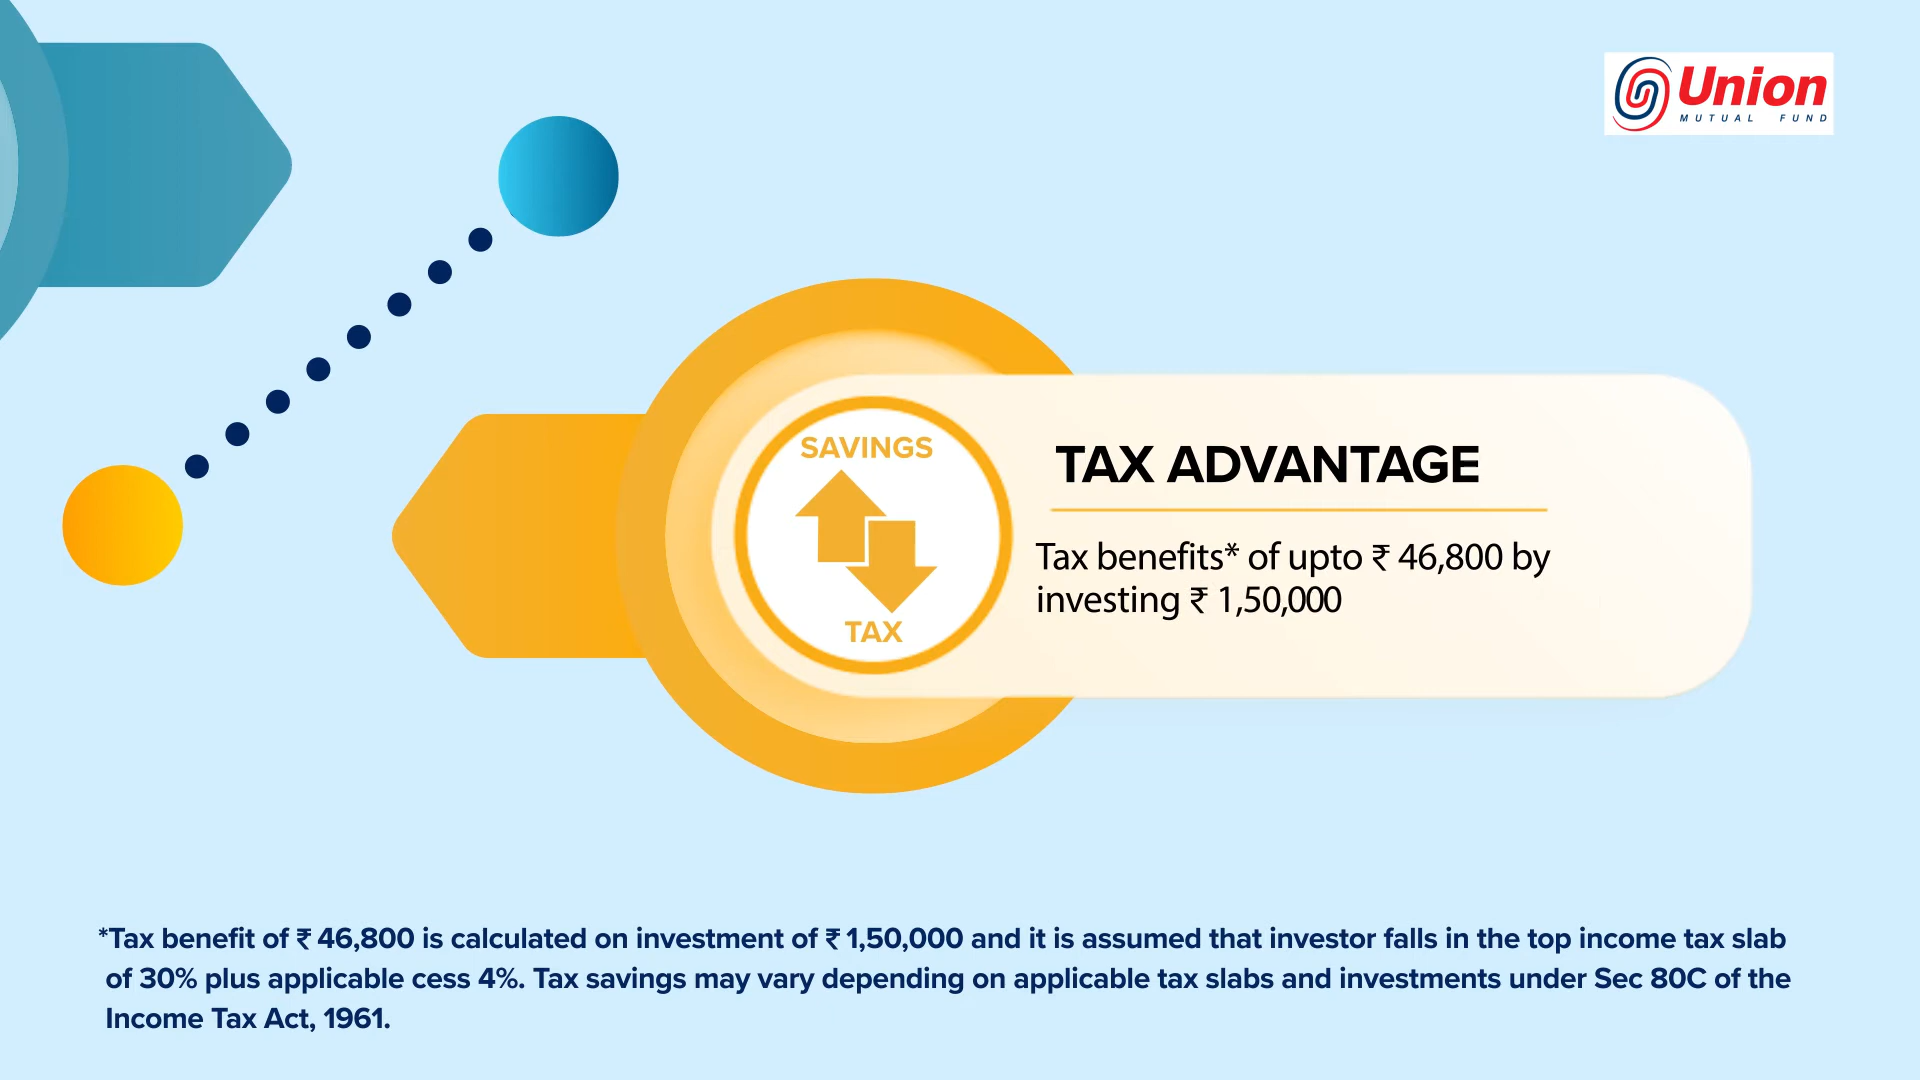 Union
MUTUAL FUND
SAVINGS
TAX
TAX ADVANTAGE
Tax benefits* of upto ₹ 46,800 by
investing ₹ 1,50,000
*Tax benefit of ₹ 46,800 is calculated on investment of ₹ 1,50,000 and it is assumed that investor falls in the top income tax slab
of 30% plus applicable cess 4%. Tax savings may vary depending on applicable tax slabs and investments under Sec 80C of the
Income Tax Act, 1961.